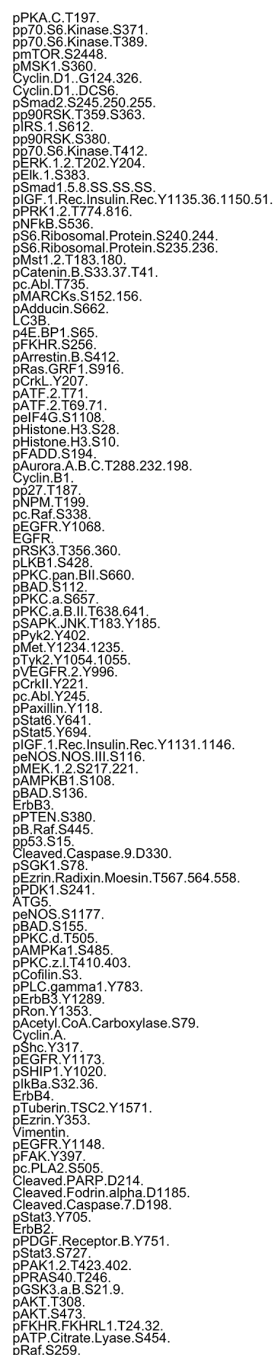 pPKA.C.T197.
pp70.S6.Kinase.S371.
pp70.S6.Kinase.T389.
pmTOR.S2448.
pMSK1.S360.
Cyclin.D1..G124.326.
Cyclin.D1..DCS6.
pSmad2.S245.250.255.
pp90RSK.T359.S363.
pIRS.1.S612.
pp90RSK.S380.
pp70.S6.Kinase.T412.
pERK.1.2.T202.Y204.
pElk.1.S383.
pSmad1.5.8.SS.SS.SS.
pIGF.1.Rec.Insulin.Rec.Y1135.36.1150.51.
pPRK1.2.T774.816.
pNFkB.S536.
pS6.Ribosomal.Protein.S240.244.
pS6.Ribosomal.Protein.S235.236.
pMst1.2.T183.180.
pCatenin.B.S33.37.T41.
pc.Abl.T735.
pMARCKs.S152.156.
pAdducin.S662.
LC3B.
p4E.BP1.S65.
pFKHR.S256.
pArrestin.B.S412.
pRas.GRF1.S916.
pCrkL.Y207.
pATF.2.T71.
pATF.2.T69.71.
peIF4G.S1108.
pHistone.H3.S28.
pHistone.H3.S10.
pFADD.S194.
pAurora.A.B.C.T288.232.198.
Cyclin.B1.
pp27.T187.
pNPM.T199.
pc.Raf.S338.
pEGFR.Y1068.
EGFR.
pRSK3.T356.360.
pLKB1.S428.
pPKC.pan.BII.S660.
pBAD.S112.
pPKC.a.S657.
pPKC.a.B.II.T638.641.
pSAPK.JNK.T183.Y185.
pPyk2.Y402.
pMet.Y1234.1235.
pTyk2.Y1054.1055.
pVEGFR.2.Y996.
pCrkII.Y221.
pc.Abl.Y245.
pPaxillin.Y118.
pStat6.Y641.
pStat5.Y694.
pIGF.1.Rec.Insulin.Rec.Y1131.1146.
peNOS.NOS.III.S116.
pMEK.1.2.S217.221.
pAMPKB1.S108.
pBAD.S136.
ErbB3.
pPTEN.S380.
pB.Raf.S445.
pp53.S15.
Cleaved.Caspase.9.D330.
pSGK1.S78.
pEzrin.Radixin.Moesin.T567.564.558.
pPDK1.S241.
ATG5.
peNOS.S1177.
pBAD.S155.
pPKC.d.T505.
pAMPKa1.S485.
pPKC.z.l.T410.403.
pCofilin.S3.
pPLC.gamma1.Y783.
pErbB3.Y1289.
pRon.Y1353.
pAcetyl.CoA.Carboxylase.S79.
Cyclin.A.
pShc.Y317.
pEGFR.Y1173.
pSHIP1.Y1020.
pIkBa.S32.36.
ErbB4.
pTuberin.TSC2.Y1571.
pEzrin.Y353.
Vimentin.
pEGFR.Y1148.
pFAK.Y397.
pc.PLA2.S505.
Cleaved.PARP.D214.
Cleaved.Fodrin.alpha.D1185.
Cleaved.Caspase.7.D198.
pStat3.Y705.
ErbB2.
pPDGF.Receptor.B.Y751.
pStat3.S727.
pPAK1.2.T423.402.
pPRAS40.T246.
pGSK3.a.B.S21.9.
pAKT.T308.
pAKT.S473.
pFKHR.FKHRL1.T24.32.
pATP.Citrate.Lyase.S454.
pRaf.S259.